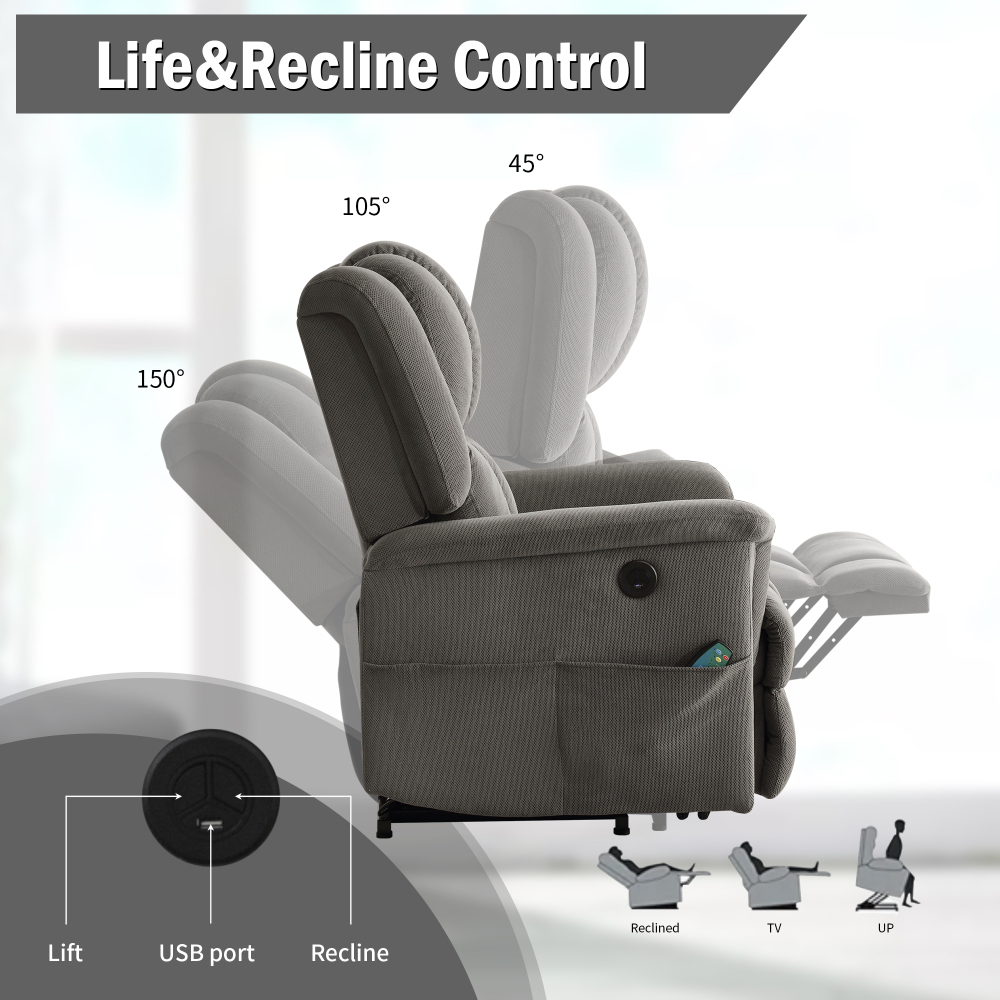 Life&Recline Control
45°
105°
150°
Lift
USB port
Recline
Reclined
TV
UP